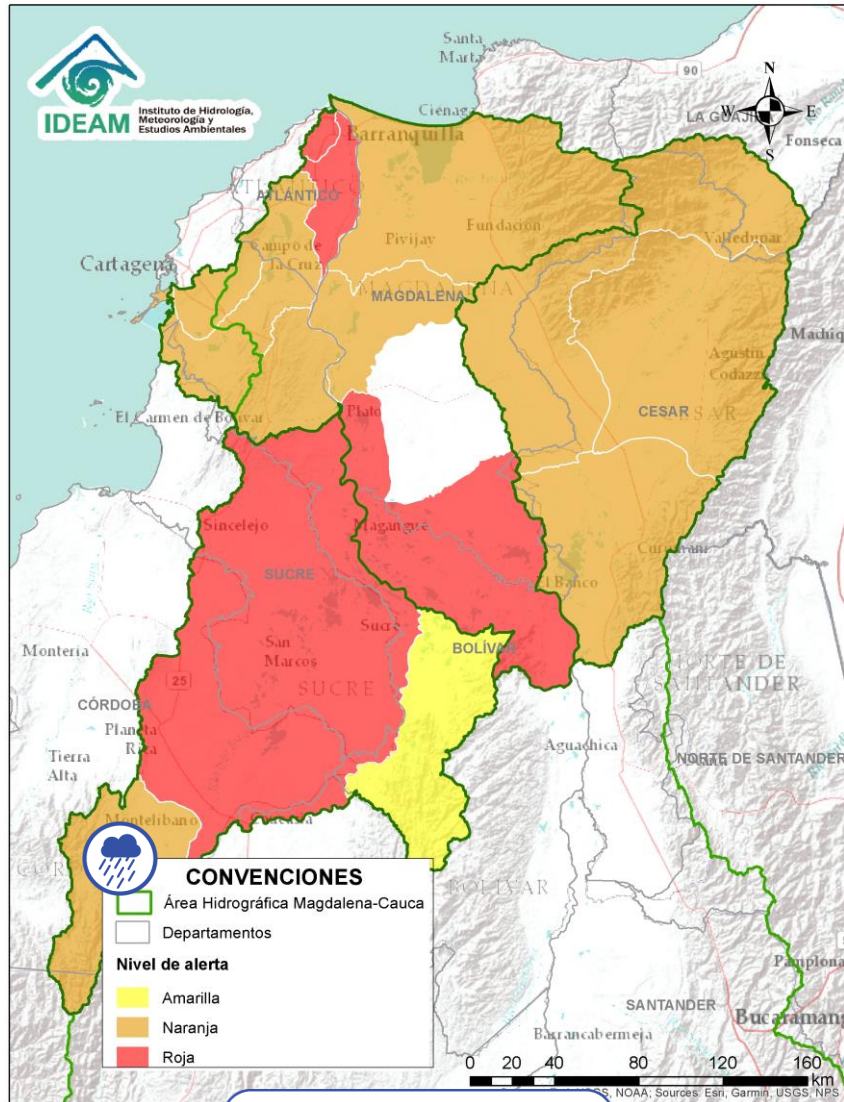 IDEAM
Instituto de Hidrología,
Meteorología y
Estudios Ambientales
Santa
Marta
90
N
W
E
S
Ciénaga
LA GUAJI
Fonseca
Barranquilla
ATLÁNTICO
Campo de
la Cruz
Pivijay
Fundación
Valledupar
Cartagena
MAGDALENA
MAGDALENA
Machiq
Agustín
Codazzi
CESAR
El Carmen de Bolívar
Plato
Sincelejo
Magangué
SUCRE
El Banco
Sucre
BOLÍVAR
Montería
San
Marcos
25
SUCRE
NORTE DE
SANTANDER
CÓRDOBA
Planeta
Rica
Tierra
Alta
Aguachica
NORTE DE SANTANDER
Montelíbano
CONVENCIONES
Área Hidrográfica Magdalena-Cauca
Departamentos
Nivel de alerta
Amarilla
Naranja
Roja
BOLÍVAR
Pamplona
SANTANDER
Bucaramang
Barrancabermeja
0 20 40 80 120 160
km
NOAA; Sources: Esri, Garmin, USGS, NPS